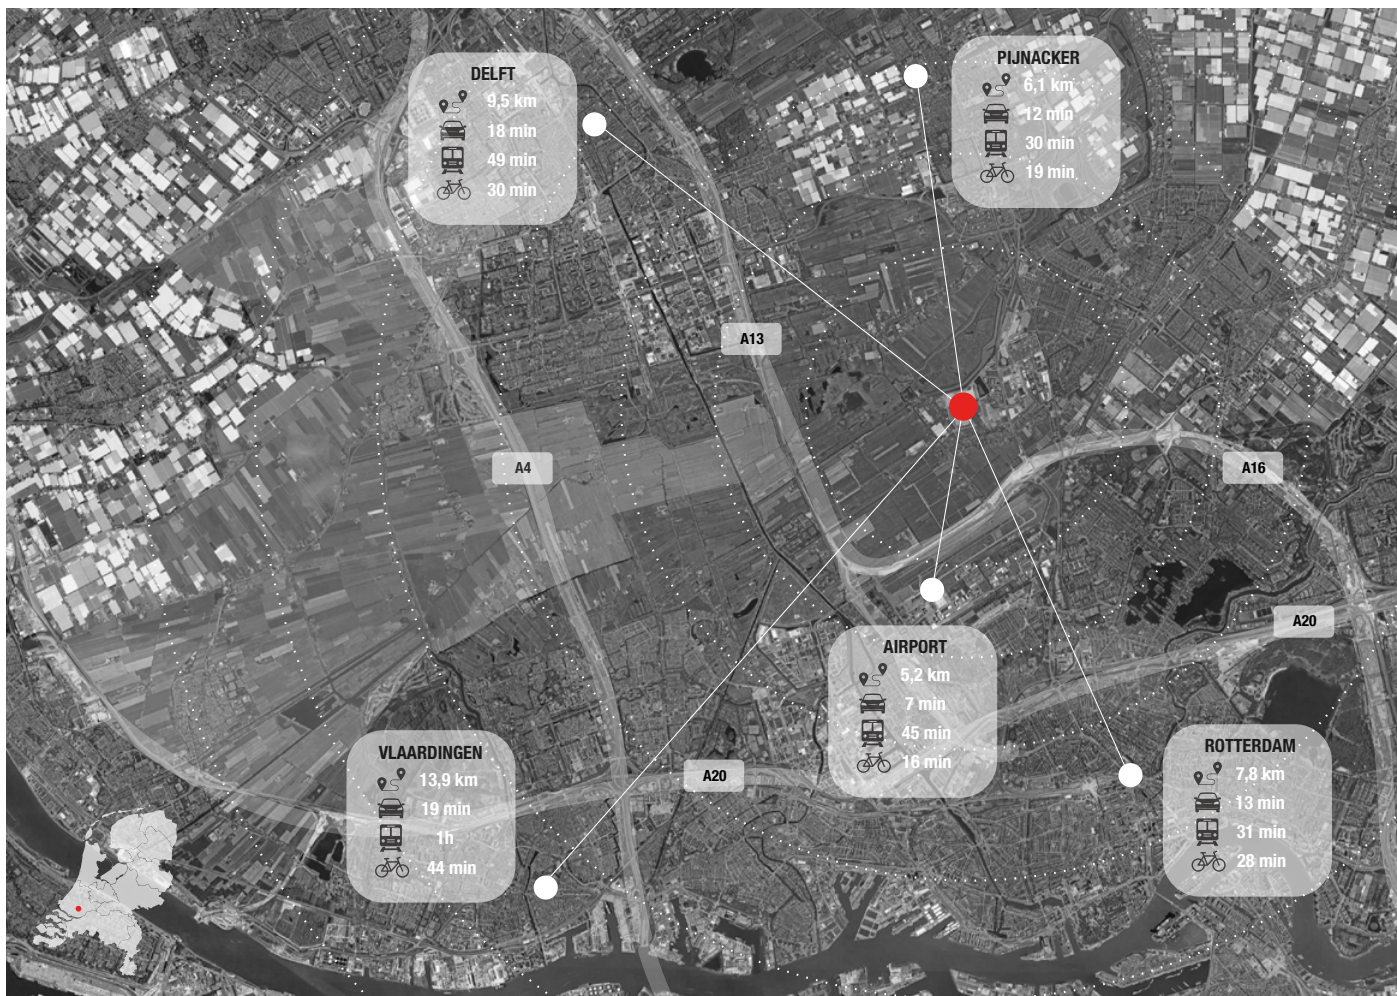 DELFT
9,5 km
18 min
49 min
30 min
PIJNACKER
6,1 km
12 min
30 min
19 min
A13
A4
A16
A20
AIRPORT
5,2 km
7 min
45 min
16 min
VLAARDINGEN
13,9 km
19 min
1h
44 min
A20
ROTTERDAM
7,8 km
13 min
31 min
28 min